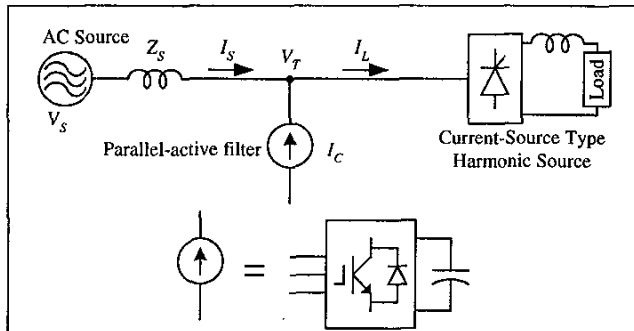 AC Source
Z_S
I_S
V_T
I_L
V_S
Parallel-active filter
I_C
Load
Current-Source Type
Harmonic Source
=